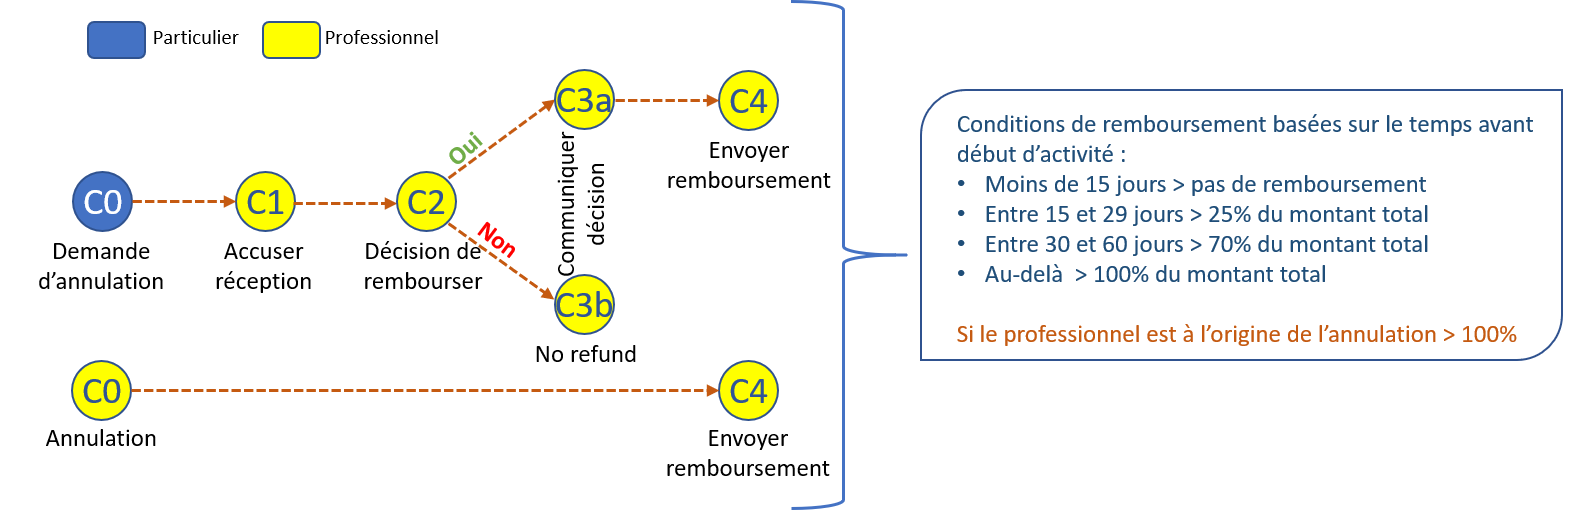 Particulier
Professionnel
C0
Demande
d’annulation
C1
Accuser
réception
C2
Décision de
rembourser
Oui
Non
C3a
Communiquer
décision
C3b
No refund
C4
Envoyer
remboursement
C0
Annulation
C4
Envoyer
remboursement
Conditions de remboursement basées sur le temps avant
début d’activité :
• Moins de 15 jours > pas de remboursement
• Entre 15 et 29 jours > 25% du montant total
• Entre 30 et 60 jours > 70% du montant total
• Au-delà > 100% du montant total
Si le professionnel est à l’origine de l’annulation > 100%